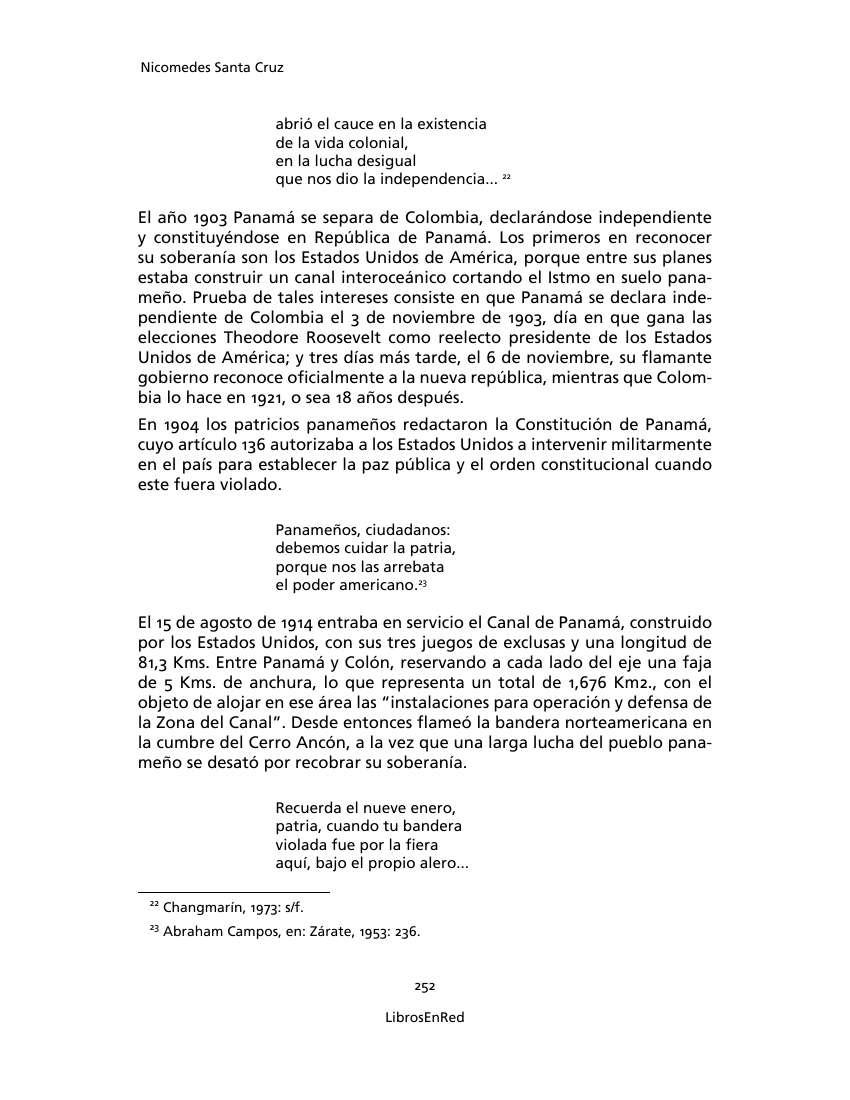 Nicomedes Santa Cruz
abrió el cauce en la existencia
de la vida colonial,
en la lucha desigual
que nos dio la independencia... ²²
El año 1903 Panamá se separa de Colombia, declarándose independiente
y constituyéndose en República de Panamá. Los primeros en reconocer
su soberanía son los Estados Unidos de América, porque entre sus planes
estaba construir un canal interoceánico cortando el Istmo en suelo pana-
meño. Prueba de tales intereses consiste en que Panamá se declara inde-
pendiente de Colombia el 3 de noviembre de 1903, día en que gana las
elecciones Theodore Roosevelt como reelecto presidente de los Estados
Unidos de América; y tres días más tarde, el 6 de noviembre, su flamante
gobierno reconoce oficialmente a la nueva república, mientras que Colom-
bia lo hace en 1921, o sea 18 años después.
En 1904 los patricios panameños redactaron la Constitución de Panamá,
cuyo artículo 136 autorizaba a los Estados Unidos a intervenir militarmente
en el país para establecer la paz pública y el orden constitucional cuando
este fuera violado.
Panameños, ciudadanos:
debemos cuidar la patria,
porque nos las arrebata
el poder americano.²³
El 15 de agosto de 1914 entraba en servicio el Canal de Panamá, construido
por los Estados Unidos, con sus tres juegos de exclusas y una longitud de
81,3 Kms. Entre Panamá y Colón, reservando a cada lado del eje una faja
de 5 Kms. de anchura, lo que representa un total de 1,676 Km2., con el
objeto de alojar en ese área las “instalaciones para operación y defensa de
la Zona del Canal”. Desde entonces flameó la bandera norteamericana en
la cumbre del Cerro Ancón, a la vez que una larga lucha del pueblo pana-
meño se desató por recobrar su soberanía.
Recuerda el nueve enero,
patria, cuando tu bandera
violada fue por la fiera
aquí, bajo el propio alero...
²² Changmarín, 1973: s/f.
²³ Abraham Campos, en: Zárate, 1953: 236.
252
LibrosEnRed